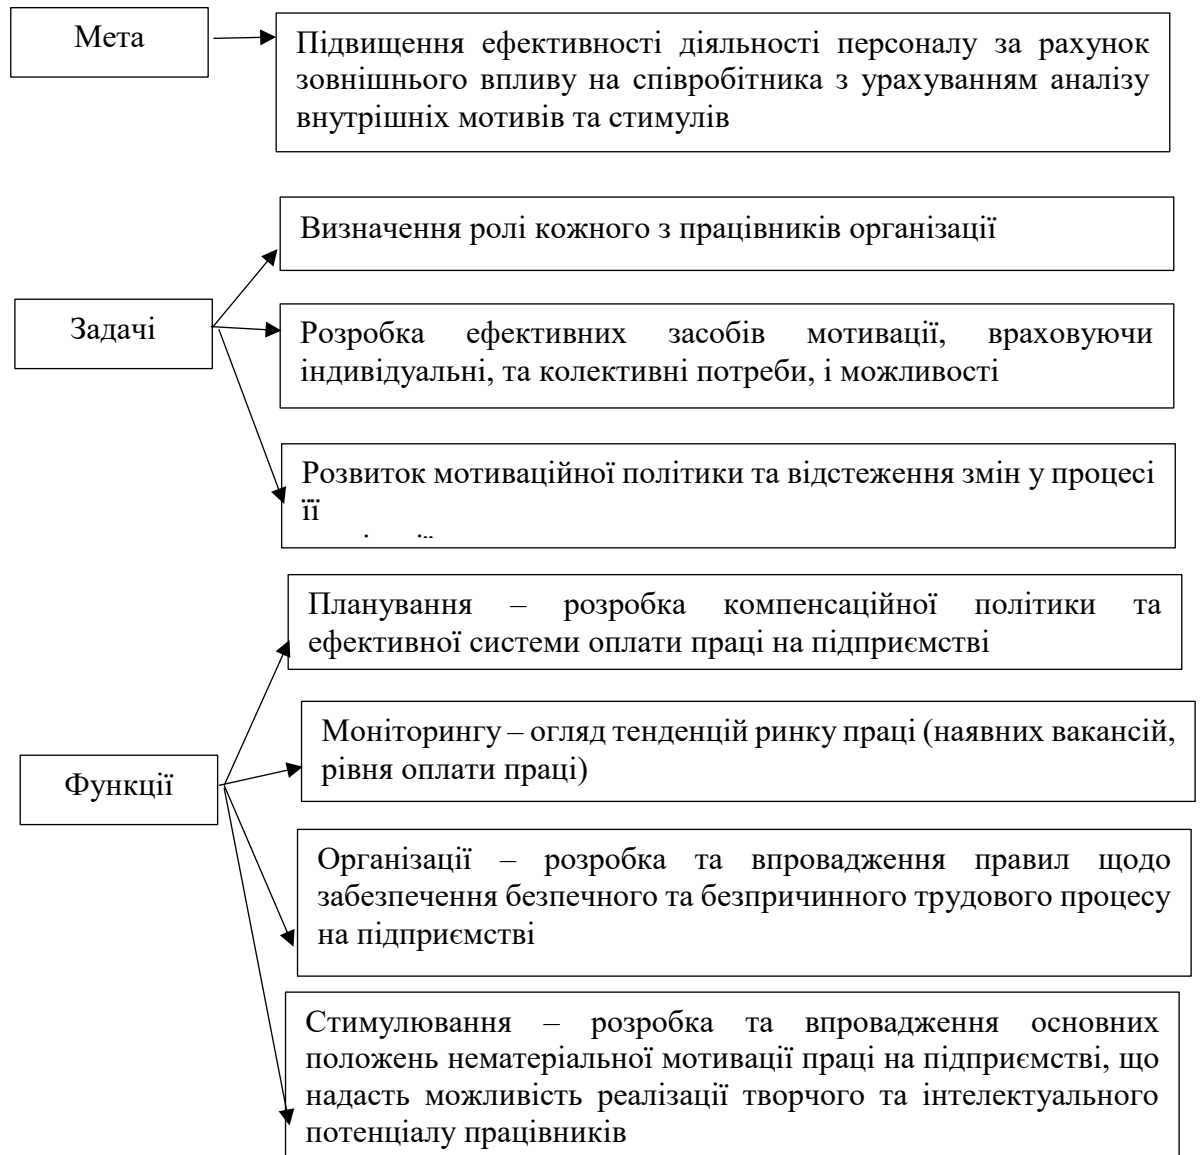 Мета
Підвищення ефективності діяльності персоналу за рахунок
зовнішнього впливу на співробітника з урахуванням аналізу
внутрішніх мотивів та стимулів
Задачі
Визначення ролі кожного з працівників організації
Розробка ефективних засобів мотивації, враховуючи
індивідуальні, та колективні потреби, і можливості
Розвиток мотиваційної політики та відстеження змін у процесі
її
Функції
Планування – розробка компенсаційної політики та
ефективної системи оплати праці на підприємстві
Моніторингу – огляд тенденцій ринку праці (наявних вакансій,
рівня оплати праці)
Організації – розробка та впровадження правил щодо
забезпечення безпечного та безпричинного трудового процесу
на підприємстві
Стимулювання – розробка та впровадження основних
положень нематеріальної мотивації праці на підприємстві, що
надасть можливість реалізації творчого та інтелектуального
потенціалу працівників